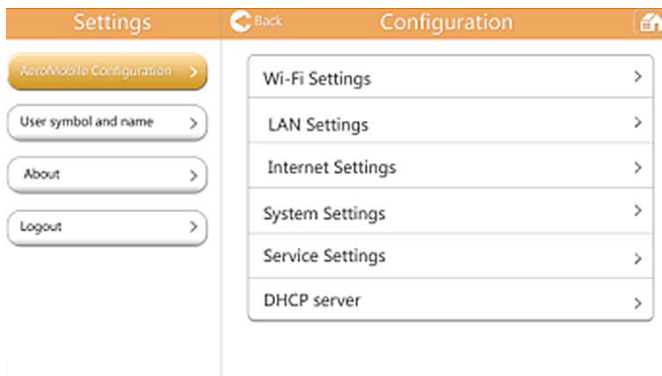 Settings
Back
Configuration
AeroMobile Configuration
User symbol and name
About
Logout
Wi-Fi Settings
LAN Settings
Internet Settings
System Settings
Service Settings
DHCP server